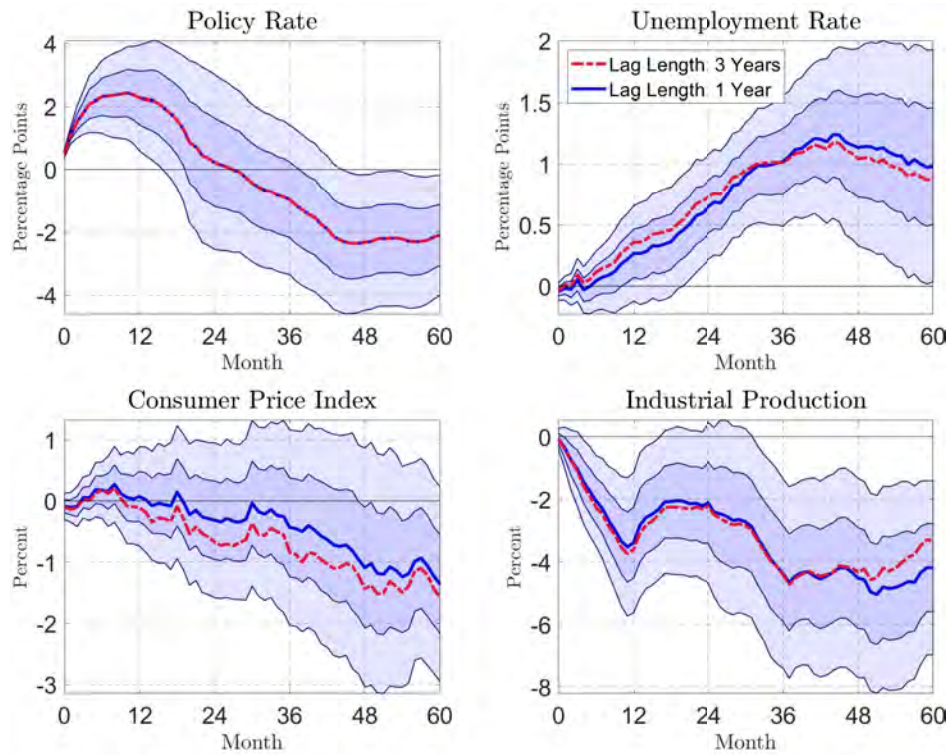 Policy Rate
Percentage Points
4
2
0
-2
-4
0 12 24 36 48 60
Month
Unemployment Rate
Percentage Points
2
1.5
1
0.5
0
Lag Length: 3 Years
Lag Length: 1 Year
0 12 24 36 48 60
Month
Consumer Price Index
Percent
1
0
-1
-2
-3
0 12 24 36 48 60
Month
Industrial Production
Percent
0
-2
-4
-6
-8
0 12 24 36 48 60
Month